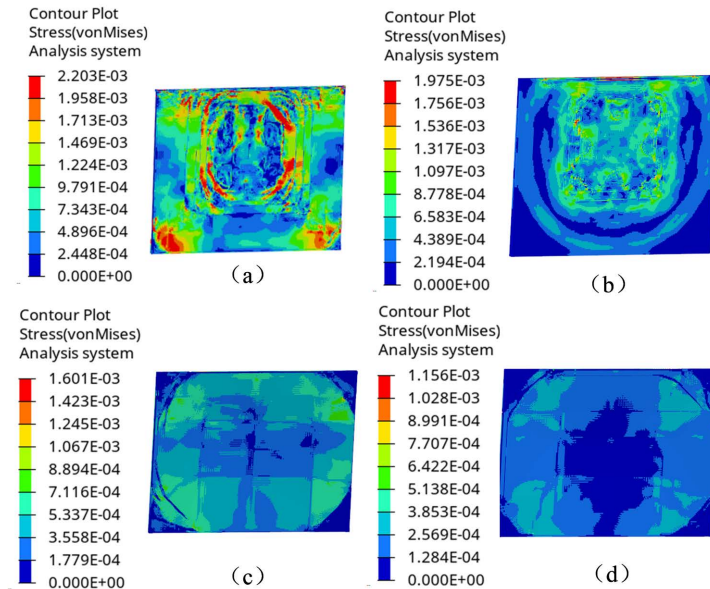 Contour Plot
Stress(vonMises)
Analysis system
2.203E-03
1.958E-03
1.713E-03
1.469E-03
1.224E-03
9.791E-04
7.343E-04
4.896E-04
2.448E-04
0.000E+00
(a)
Contour Plot
Stress(vonMises)
Analysis system
1.975E-03
1.756E-03
1.536E-03
1.317E-03
1.097E-03
8.778E-04
6.583E-04
4.389E-04
2.194E-04
0.000E+00
(b)
Contour Plot
Stress(vonMises)
Analysis system
1.601E-03
1.423E-03
1.245E-03
1.067E-03
8.894E-04
7.116E-04
5.337E-04
3.558E-04
1.779E-04
0.000E+00
(c)
Contour Plot
Stress(vonMises)
Analysis system
1.156E-03
1.028E-03
8.991E-04
7.707E-04
6.422E-04
5.138E-04
3.853E-04
2.569E-04
1.284E-04
0.000E+00
(d)